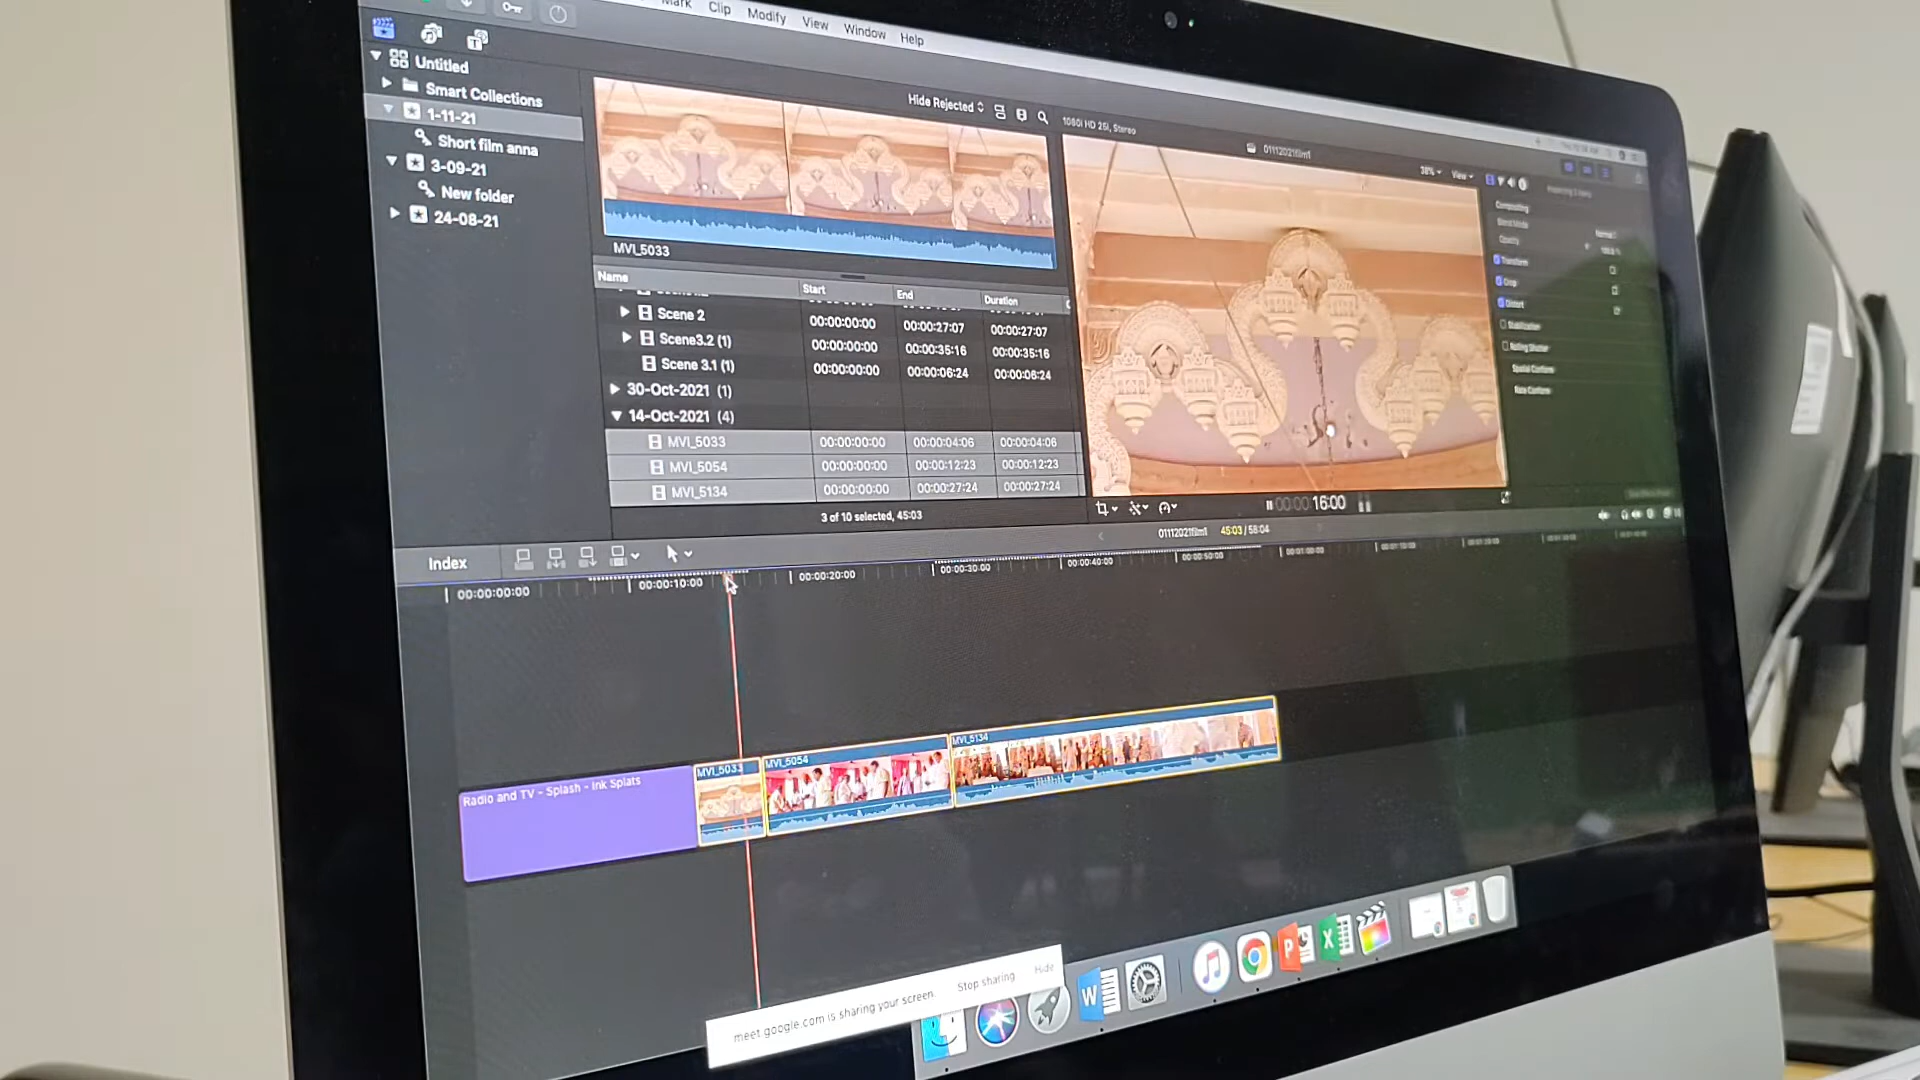 Mark Clip Modify View Window Help
Untitled
Smart Collections
1-11-21
Short film anna
3-09-21
New folder
24-08-21
Hide Rejected
MVI_5033
Name Start End Duration
Scene 2 00:00:00:00 00:00:27:07 00:00:27:07
Scene3.2 (1) 00:00:00:00 00:00:35:16 00:00:35:16
Scene 3.1 (1) 00:00:00:00 00:00:06:24 00:00:06:24
30-Oct-2021 (1)
14-Oct-2021 (4)
MVI_5033 00:00:00:00 00:00:04:06 00:00:04:06
MVI_5054 00:00:00:00 00:00:12:23 00:00:12:23
MVI_5134 00:00:00:00 00:00:27:24 00:00:27:24
3 of 10 selected, 45:03
1080i HD 25i, Stereo
01112021film1
38% View
Compositing
Blend Mode Normal
Opacity
Transform
Crop
Distort
Stabilization
Rolling Shutter
Spatial Conform
Rate Conform
00:00:16:00
01112021film1 45:03 / 58:04
Index
00:00:00:00 00:00:10:00 00:00:20:00 00:00:30:00 00:00:40:00 00:00:50:00 00:01:00:00
Radio and TV - Splash - Ink Splats
MVI_5033
MVI_5054
MVI_5134
meet.google.com is sharing your screen. Stop sharing Hide
W
P
X